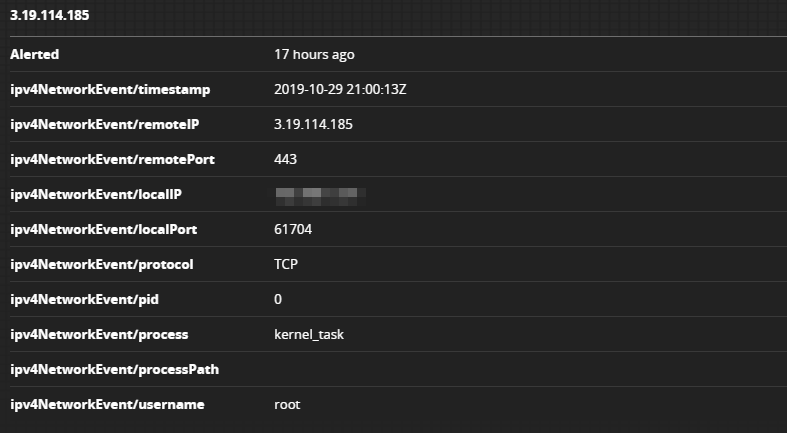 3.19.114.185
Alerted 17 hours ago
ipv4NetworkEvent/timestamp 2019-10-29 21:00:13Z
ipv4NetworkEvent/remoteIP 3.19.114.185
ipv4NetworkEvent/remotePort 443
ipv4NetworkEvent/localIP
ipv4NetworkEvent/localPort 61704
ipv4NetworkEvent/protocol TCP
ipv4NetworkEvent/pid 0
ipv4NetworkEvent/process kernel_task
ipv4NetworkEvent/processPath
ipv4NetworkEvent/username root